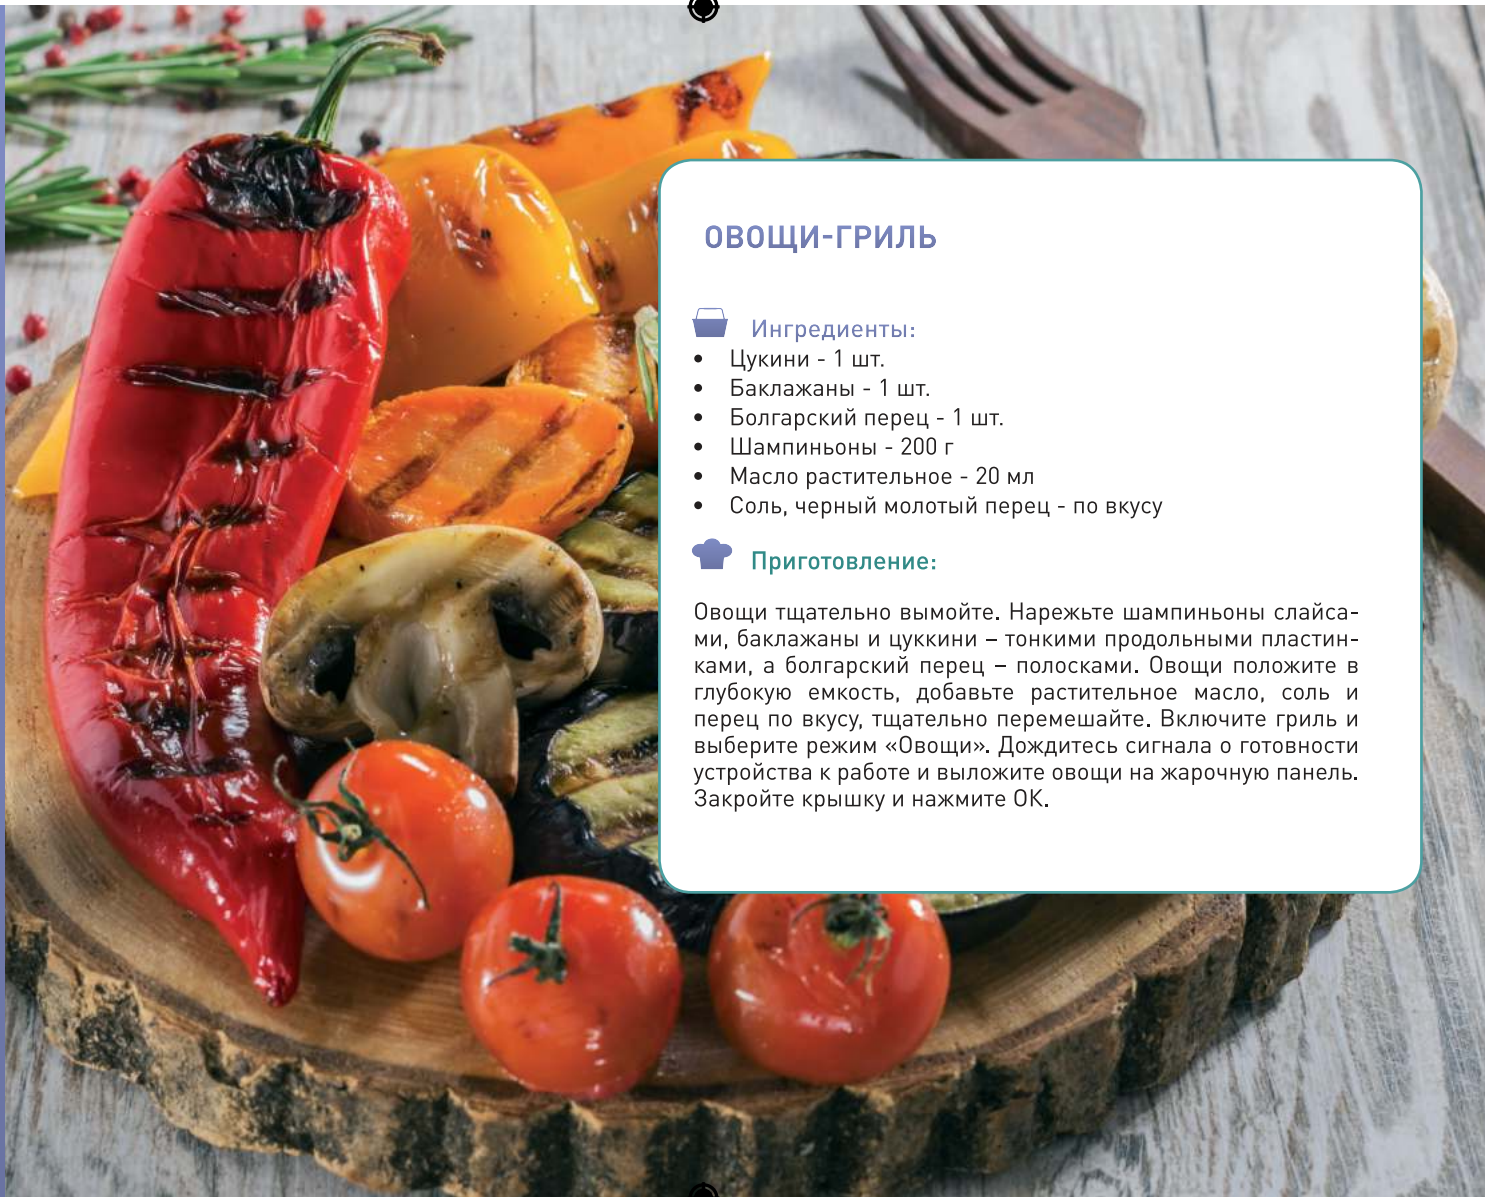 ОВОЩИ-ГРИЛЬ
Ингредиенты:
• Цукини - 1 шт.
• Баклажаны - 1 шт.
• Болгарский перец - 1 шт.
• Шампиньоны - 200 г
• Масло растительное - 20 мл
• Соль, черный молотый перец - по вкусу
Приготовление:
Овощи тщательно вымойте. Нарежьте шампиньоны слайса-
ми, баклажаны и цуккини – тонкими продольными пластин-
ками, а болгарский перец – полосками. Овощи положите в
глубокую емкость, добавьте растительное масло, соль и
перец по вкусу, тщательно перемешайте. Включите гриль и
выберите режим «Овощи». Дождитесь сигнала о готовности
устройства к работе и выложите овощи на жарочную панель.
Закройте крышку и нажмите ОК.